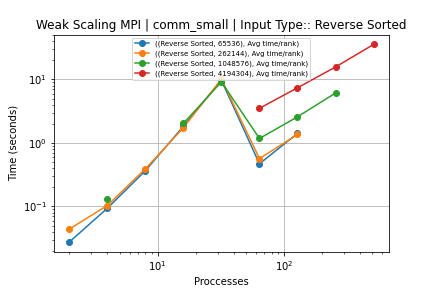 Weak Scaling MPI | comm_small | Input Type:: Reverse Sorted
((Reverse Sorted, 65536), Avg time/rank)
((Reverse Sorted, 262144), Avg time/rank)
((Reverse Sorted, 1048576), Avg time/rank)
((Reverse Sorted, 4194304), Avg time/rank)
Time (seconds)
10¹
10⁰
10⁻¹
10¹ 10²
Proccesses